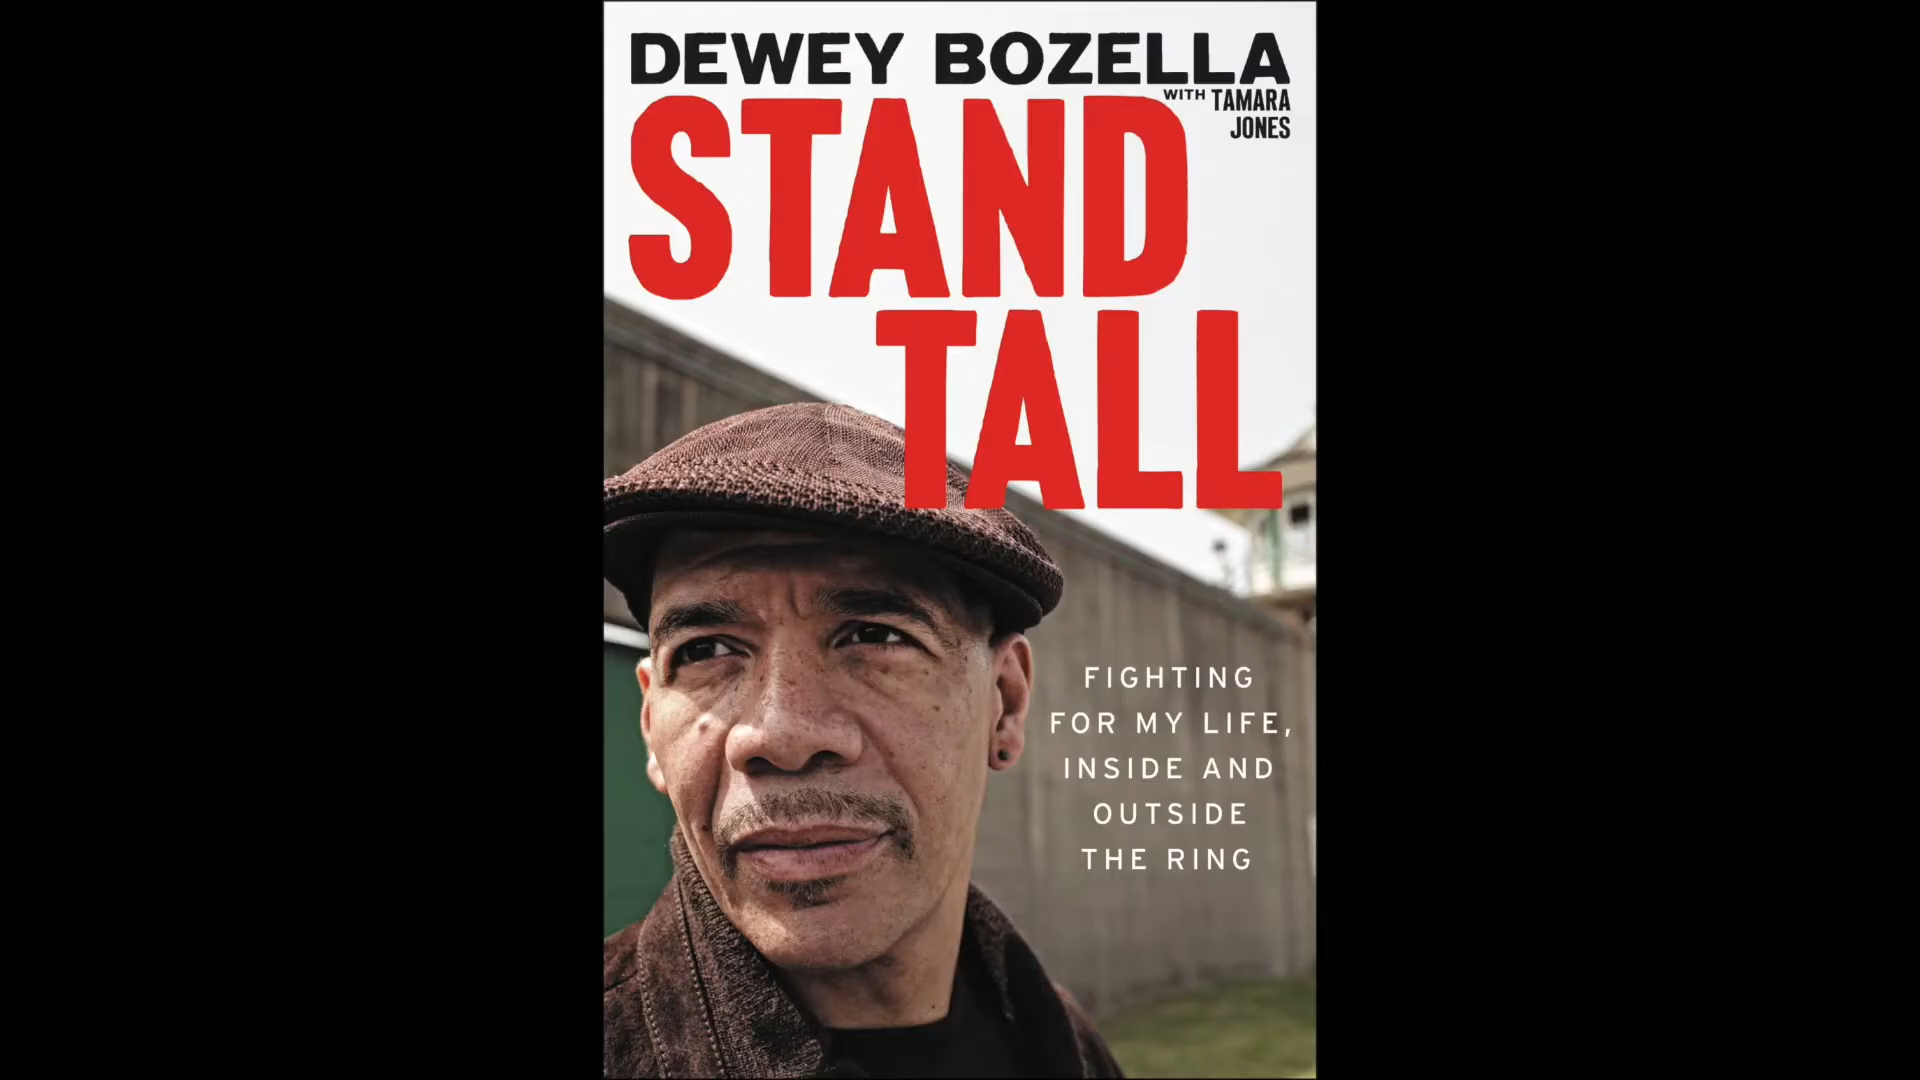 DEWEY BOZELLA
WITH TAMARA
JONES
STAND
TALL
FIGHTING
FOR MY LIFE,
INSIDE AND
OUTSIDE
THE RING